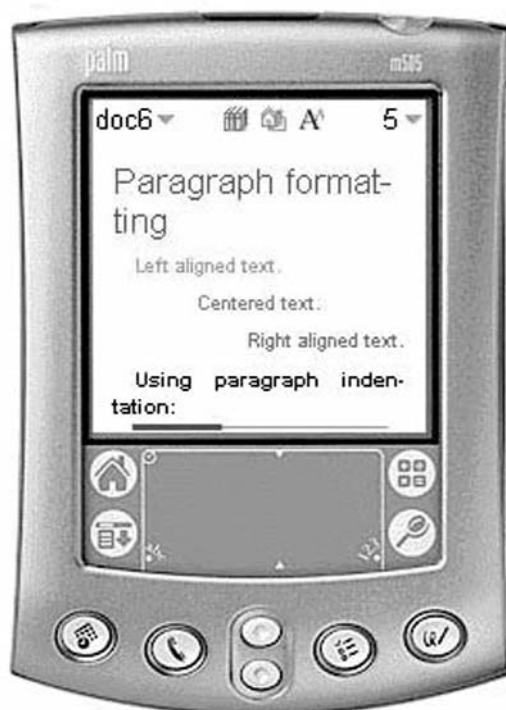 palm m505
doc6 A 5
Paragraph format-
ting
Left aligned text.
Centered text.
Right aligned text.
Using paragraph inden-
tation: